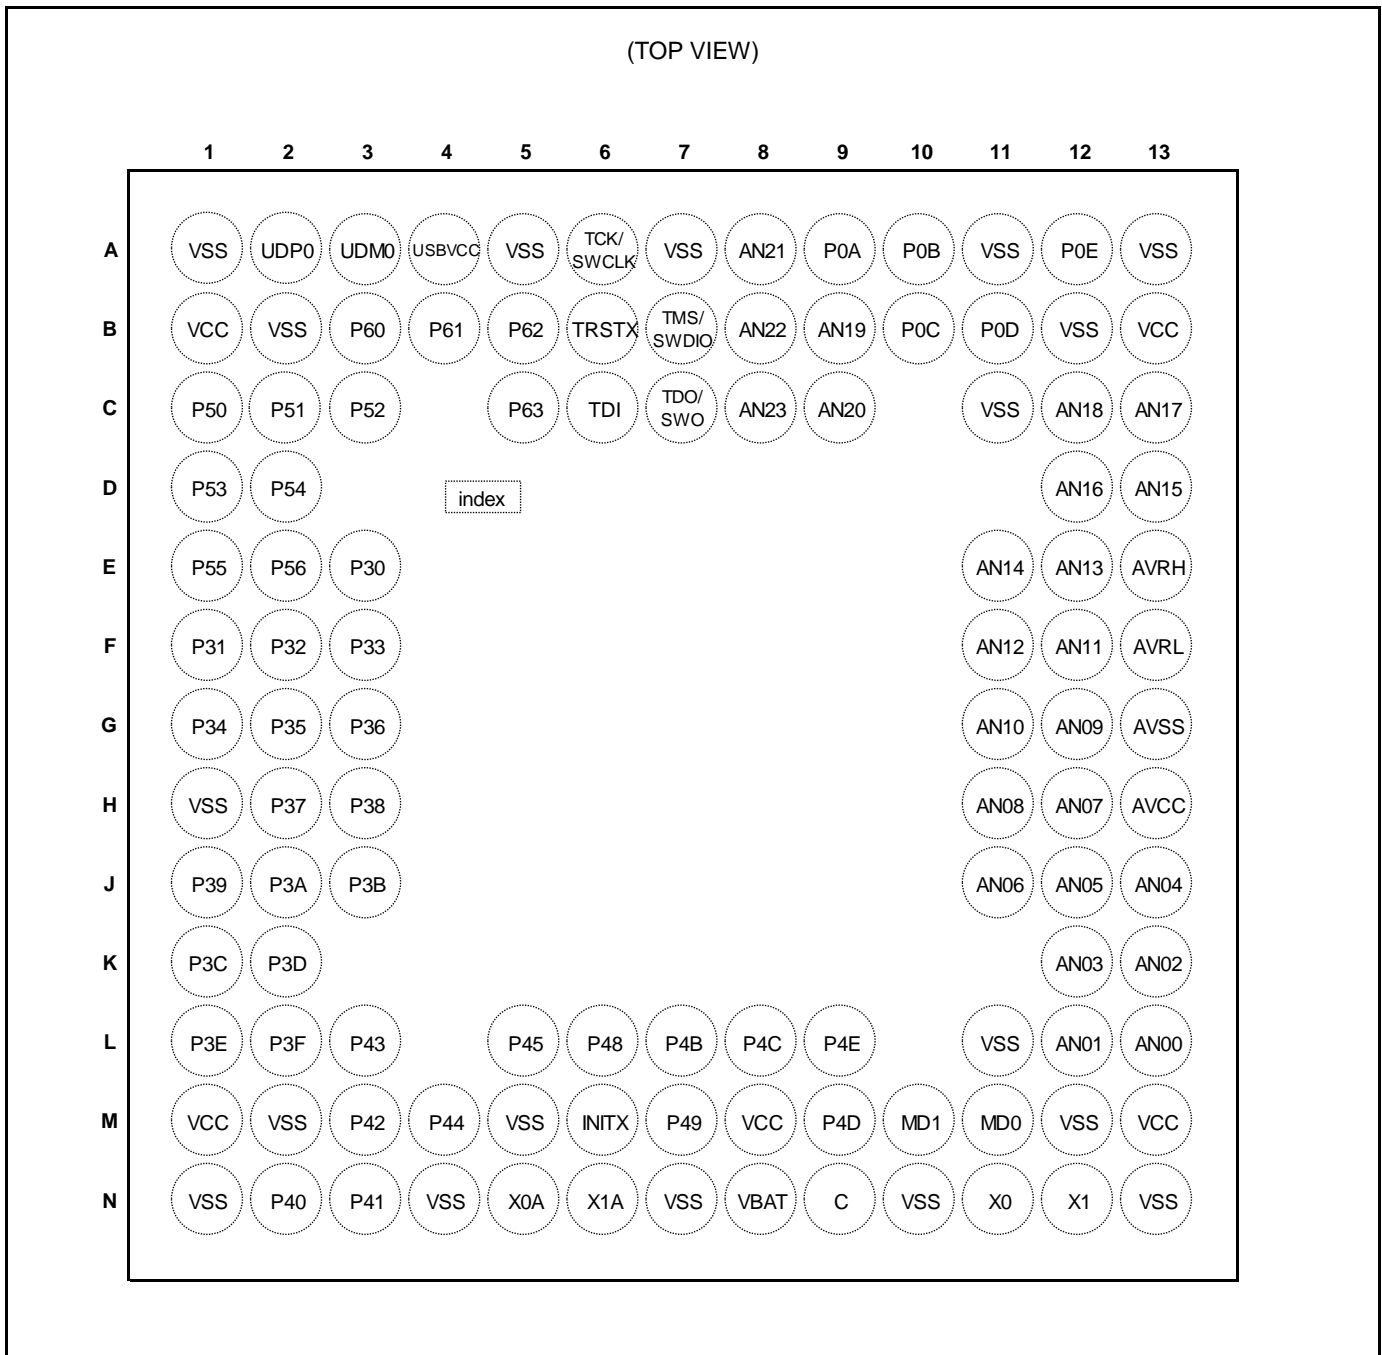 (TOP VIEW)
1 2 3 4 5 6 7 8 9 10 11 12 13
A VSS UDP0 UDM0 USBVCC VSS TCK/ SWCLK VSS AN21 P0A P0B VSS P0E VSS
B VCC VSS P60 P61 P62 TRSTX TMS/ SWDIO AN22 AN19 P0C P0D VSS VCC
C P50 P51 P52 P63 TDI TDO/ SWO AN23 AN20 VSS AN18 AN17
D P53 P54 index AN16 AN15
E P55 P56 P30 AN14 AN13 AVRH
F P31 P32 P33 AN12 AN11 AVRL
G P34 P35 P36 AN10 AN09 AVSS
H VSS P37 P38 AN08 AN07 AVCC
J P39 P3A P3B AN06 AN05 AN04
K P3C P3D AN03 AN02
L P3E P3F P43 P45 P48 P4B P4C P4E VSS AN01 AN00
M VCC VSS P42 P44 VSS INITX P49 VCC P4D MD1 MD0 VSS VCC
N VSS P40 P41 VSS X0A X1A VSS VBAT C VSS X0 X1 VSS